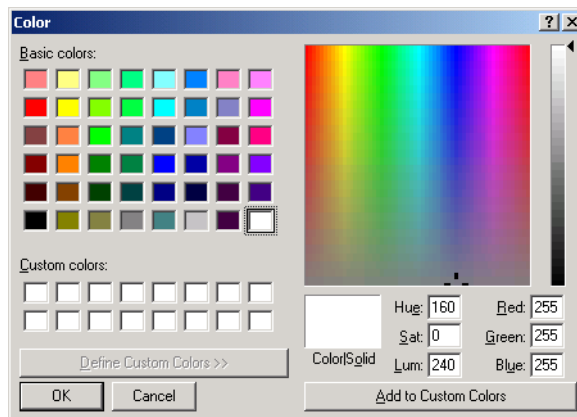 Color
Basic colors:
Custom colors:
Define Custom Colors >>
OK Cancel
Color|Solid
Hue: 160 Red: 255
Sat: 0 Green: 255
Lum: 240 Blue: 255
Add to Custom Colors